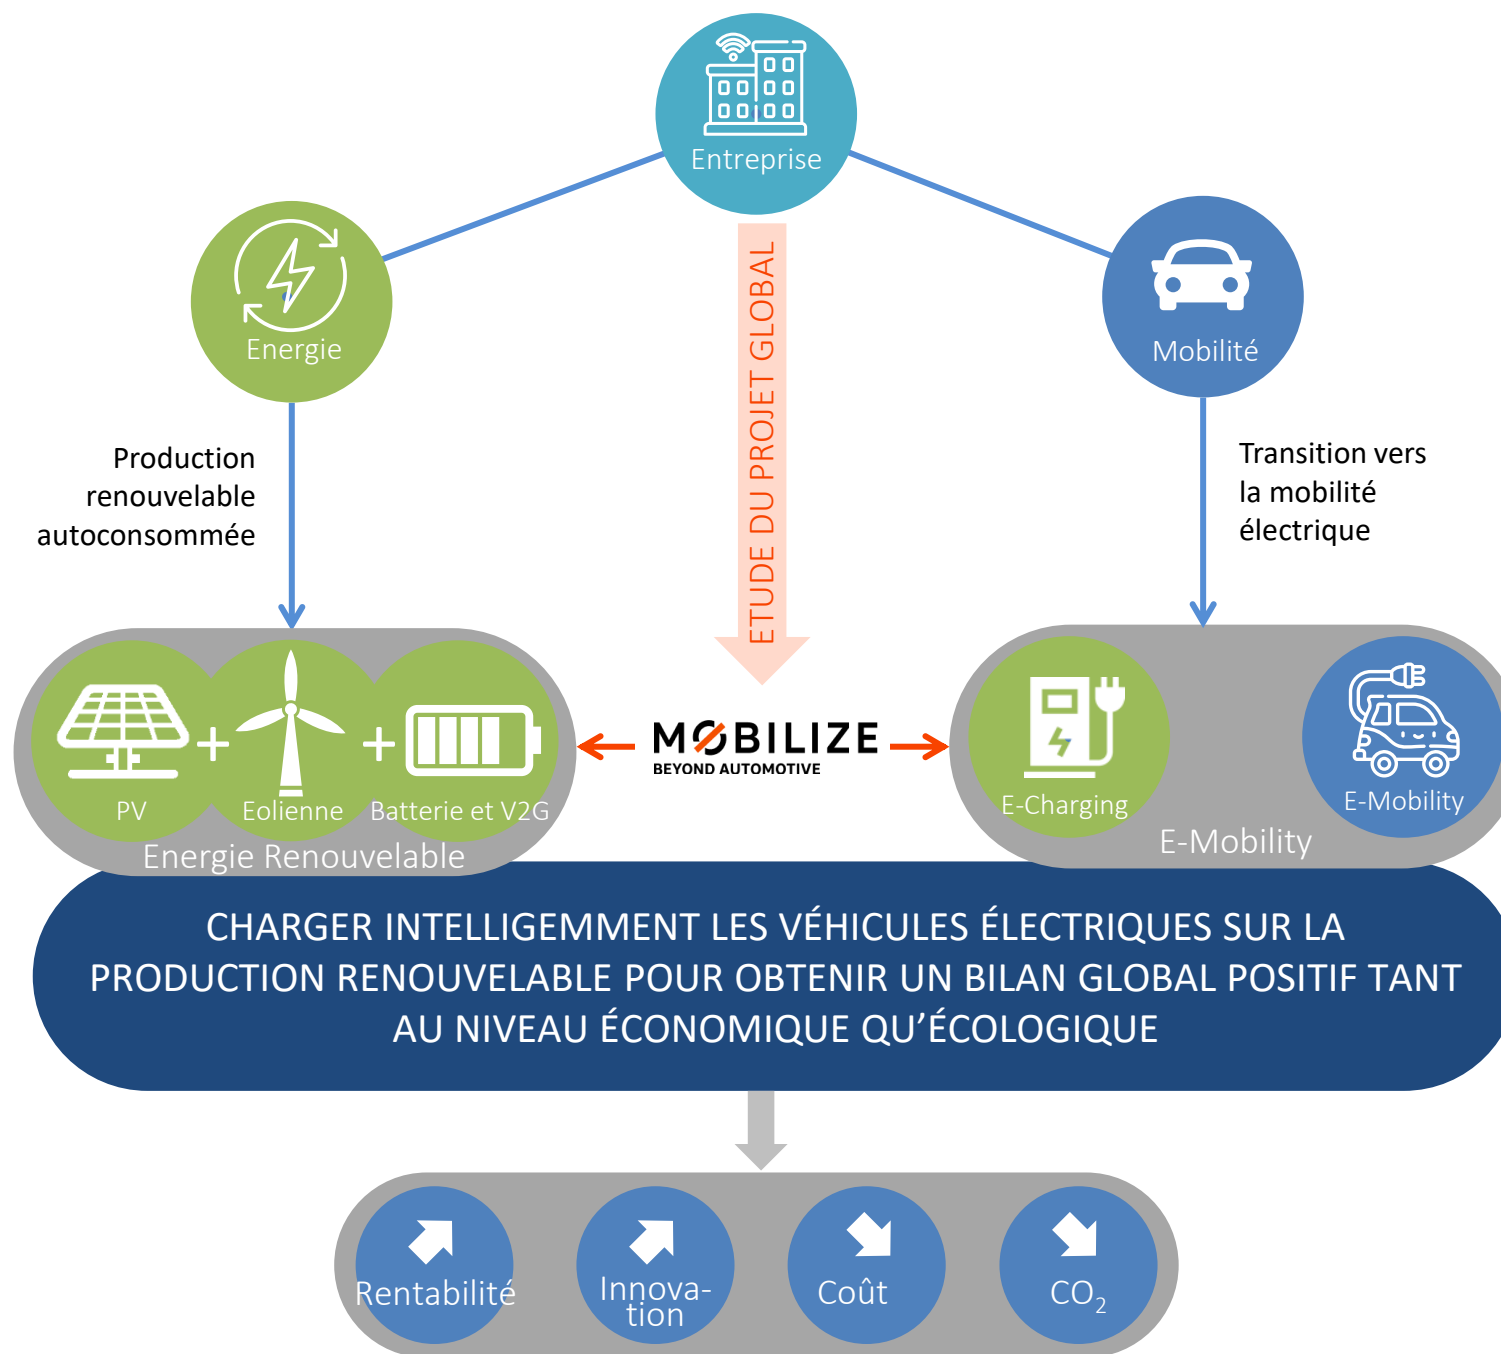 Entreprise
Energie
Mobilité
ETUDE DU PROJET GLOBAL
Production
renouvelable
autoconsommée
Transition vers
la mobilité
électrique
PV
+
Eolienne
+
Batterie et V2G
Energie Renouvelable
MOBILIZE
BEYOND AUTOMOTIVE
E-Charging
E-Mobility
E-Mobility
CHARGER INTELLIGEMMENT LES VÉHICULES ÉLECTRIQUES SUR LA
PRODUCTION RENOUVELABLE POUR OBTENIR UN BILAN GLOBAL POSITIF TANT
AU NIVEAU ÉCONOMIQUE QU’ÉCOLOGIQUE
Rentabilité
Innova-
tion
Coût
CO₂